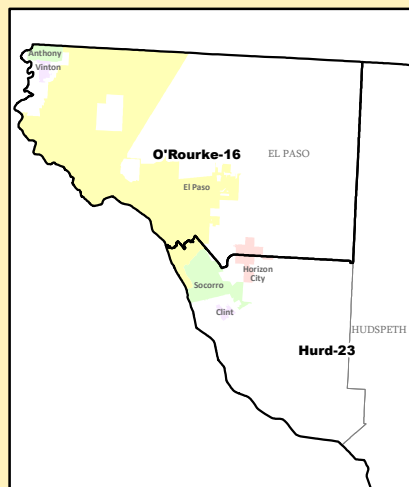 Anthony
Vinton
O'Rourke-16
EL PASO
El Paso
Horizon
City
Socorro
Clint
HUDSPETH
Hurd-23